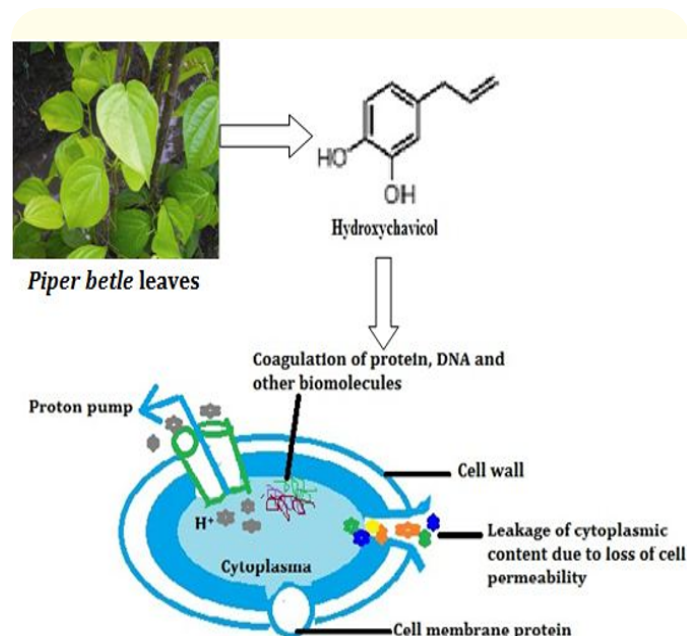 HO
OH
Hydroxychavicol
Piper betle leaves
Coagulation of protein, DNA and
other biomolecules
Proton pump
Cell wall
H+
Leakage of cytoplasmic
content due to loss of cell
permeability
Cytoplasma
Cell membrane protein